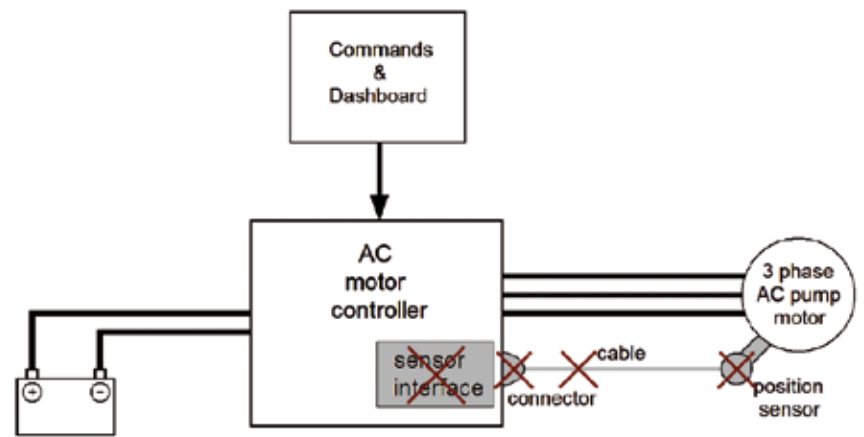 Commands
&
Dashboard
AC
motor
controller
3 phase
AC pump
motor
sensor
interface
connector
cable
position
sensor
+
−